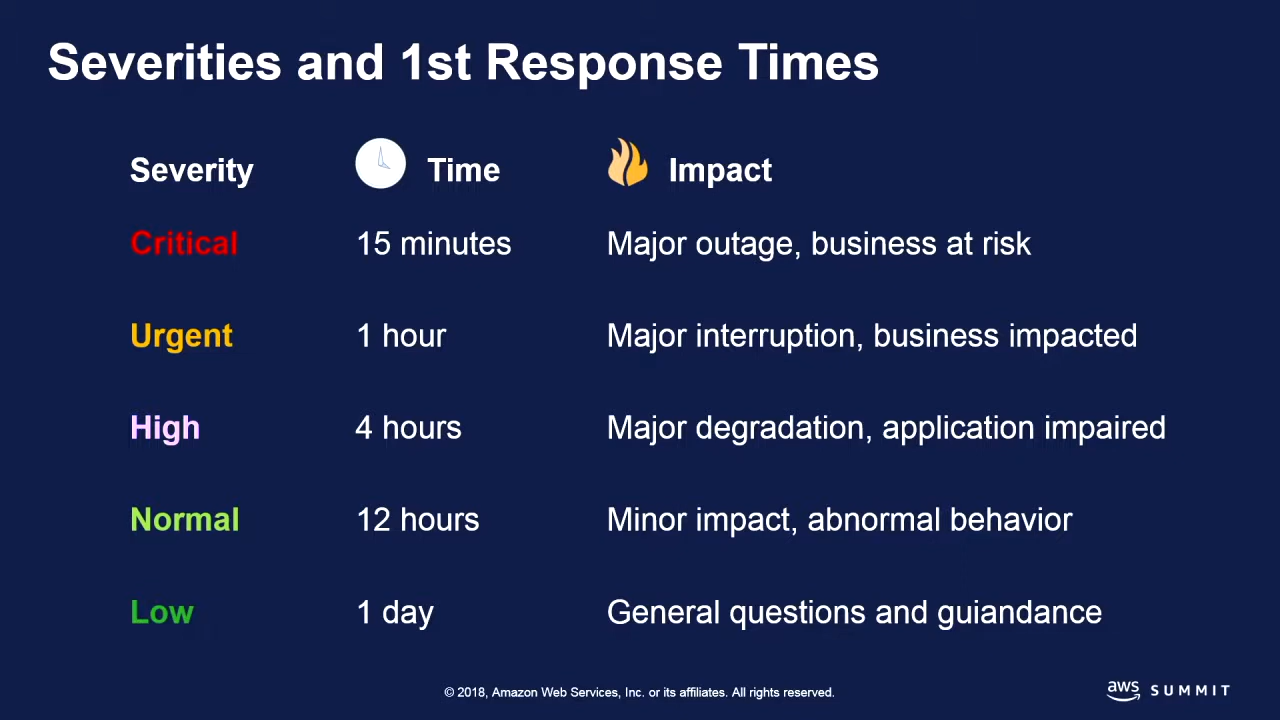 Severities and 1st Response Times
Severity Time Impact
Critical 15 minutes Major outage, business at risk
Urgent 1 hour Major interruption, business impacted
High 4 hours Major degradation, application impaired
Normal 12 hours Minor impact, abnormal behavior
Low 1 day General questions and guiandance
© 2018, Amazon Web Services, Inc. or its affiliates. All rights reserved.
aws SUMMIT